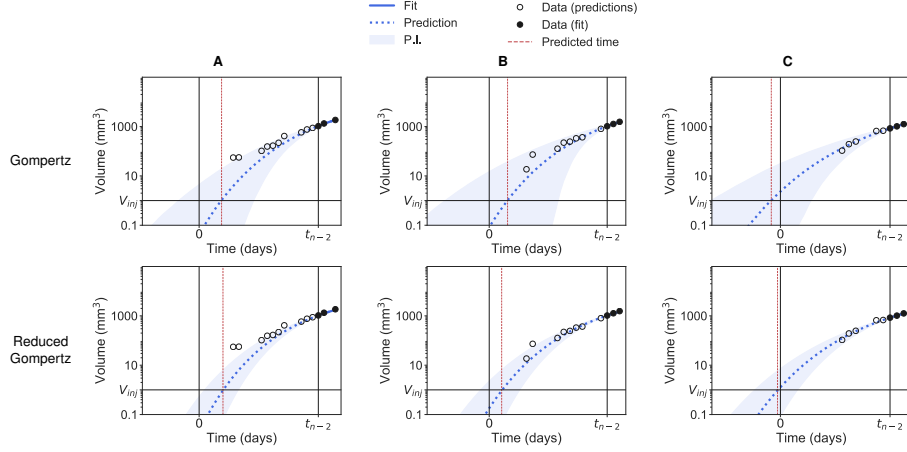 Fit
Prediction
P.I.
Data (predictions)
Data (fit)
Predicted time
A
B
C
Gompertz
Volume (mm³)
1000
10
V_inj
0.1
0
t_{n−2}
Time (days)
Volume (mm³)
1000
10
V_inj
0.1
0
t_{n−2}
Time (days)
Volume (mm³)
1000
10
V_inj
0.1
0
t_{n−2}
Time (days)
Reduced
Gompertz
Volume (mm³)
1000
10
V_inj
0.1
0
t_{n−2}
Time (days)
Volume (mm³)
1000
10
V_inj
0.1
0
t_{n−2}
Time (days)
Volume (mm³)
1000
10
V_inj
0.1
0
t_{n−2}
Time (days)